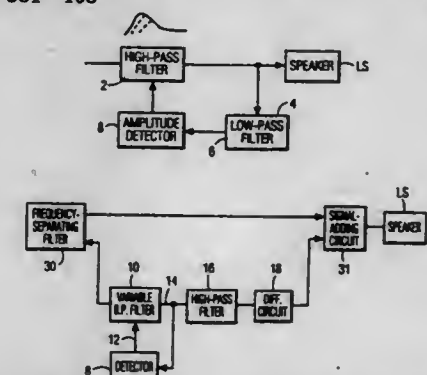 HIGH-PASS
FILTER
2
SPEAKER
LS
AMPLITUDE
DETECTOR
8
LOW-PASS
FILTER
4
6
FREQUENCY-
SEPARATING
FILTER
30
SIGNAL-
ADDING
CIRCUIT
31
LS
SPEAKER
10
VARIABLE
H.P. FILTER
14
16
HIGH-PASS
FILTER
18
DIFF.
CIRCUIT
12
8
DETECTOR